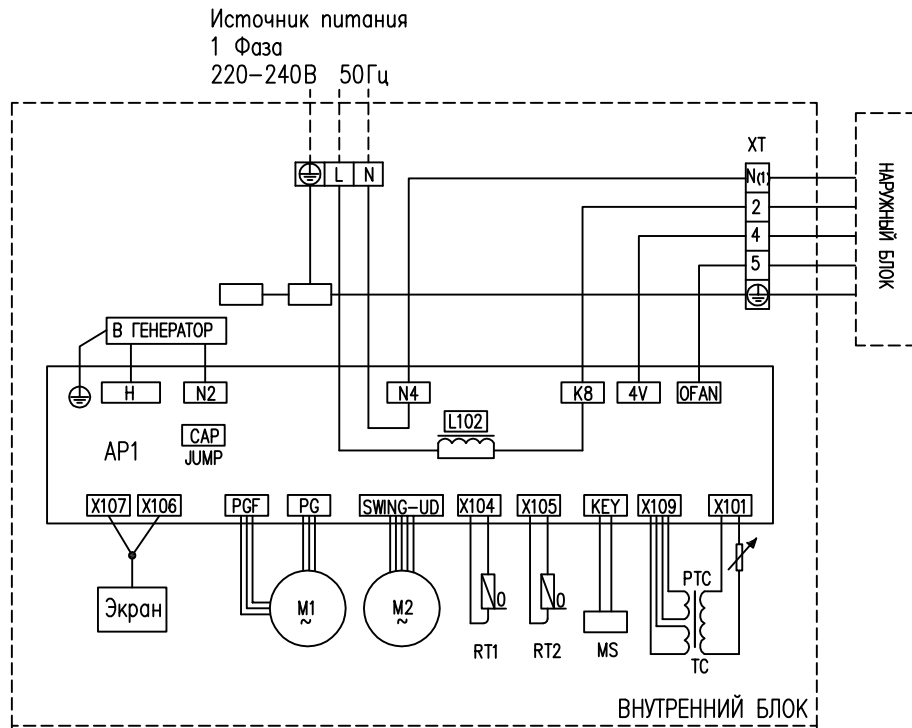 Источник питания
1 Фаза
220–240В 50Гц
XT
L N
N(1)
2
4
5
НАРУЖНЫЙ БЛОК
В ГЕНЕРАТОР
H N2 N4 K8 4V OFAN
L102
AP1
CAP
JUMP
X107 X106 PGF PG SWING-UD X104 X105 KEY X109 X101
Экран
M1
~
M2
~
0
0
RT1 RT2 MS
PTC
TC
ВНУТРЕННИЙ БЛОК